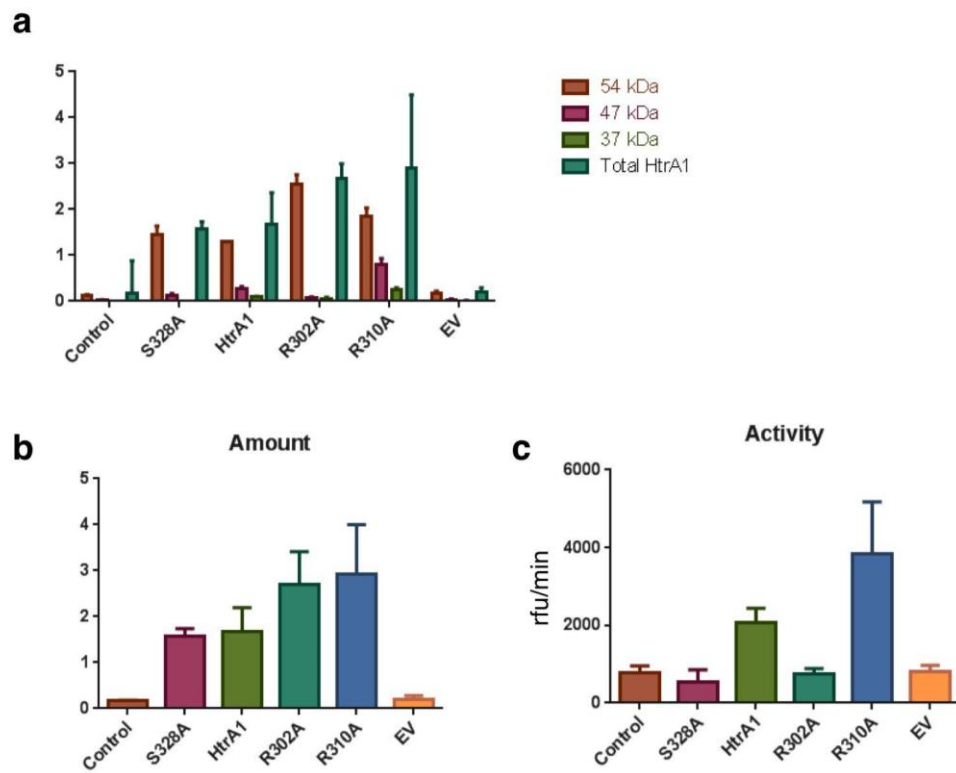 a
5
4
3
2
1
0
Control
S328A
HtrA1
R302A
R310A
EV
54 kDa
47 kDa
37 kDa
Total HtrA1
b
Amount
5
4
3
2
1
0
Control
S328A
HtrA1
R302A
R310A
EV
c
Activity
rfu/min
6000
4000
2000
0
Control
S328A
HtrA1
R302A
R310A
EV